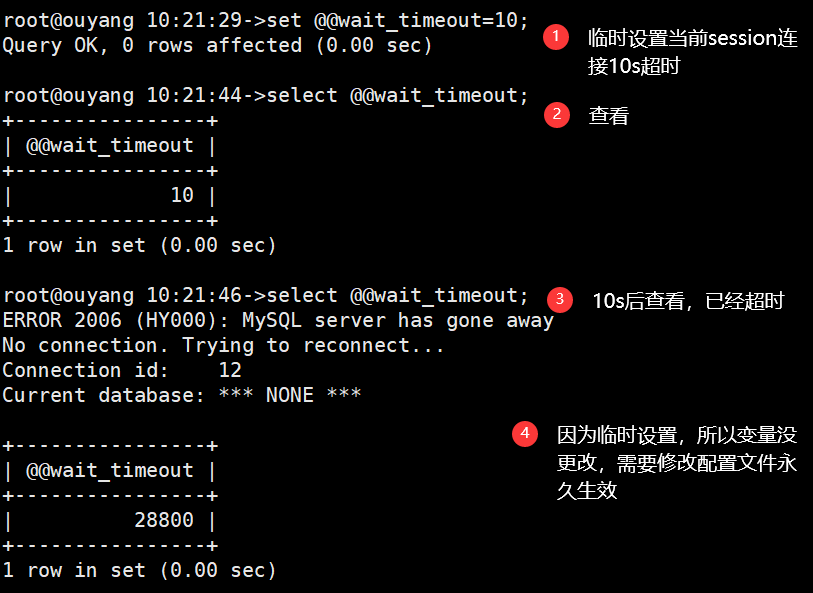 root@ouyang 10:21:29->set @@wait_timeout=10;
Query OK, 0 rows affected (0.00 sec)
1
临时设置当前session连
接10s超时
root@ouyang 10:21:44->select @@wait_timeout;
2
查看
+----------------+
| @@wait_timeout |
+----------------+
|             10 |
+----------------+
1 row in set (0.00 sec)
root@ouyang 10:21:46->select @@wait_timeout;
3
10s后查看，已经超时
ERROR 2006 (HY000): MySQL server has gone away
No connection. Trying to reconnect...
Connection id:    12
Current database: *** NONE ***
4
因为临时设置，所以变量没
更改，需要修改配置文件永
久生效
+----------------+
| @@wait_timeout |
+----------------+
|          28800 |
+----------------+
1 row in set (0.00 sec)